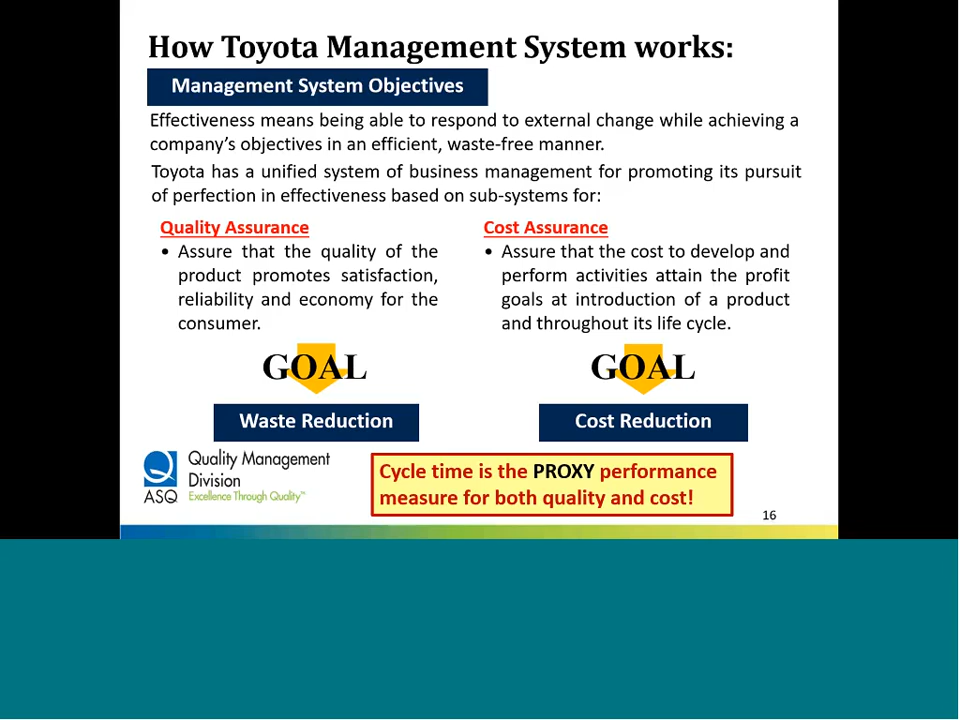 How Toyota Management System works:
Management System Objectives
Effectiveness means being able to respond to external change while achieving a
company's objectives in an efficient, waste-free manner.
Toyota has a unified system of business management for promoting its pursuit
of perfection in effectiveness based on sub-systems for:
Quality Assurance
• Assure that the quality of the
product promotes satisfaction,
reliability and economy for the
consumer.
GOAL
Waste Reduction
Cost Assurance
• Assure that the cost to develop and
perform activities attain the profit
goals at introduction of a product
and throughout its life cycle.
GOAL
Cost Reduction
Quality Management
Division
ASQ Excellence Through Quality™
Cycle time is the PROXY performance
measure for both quality and cost!
16